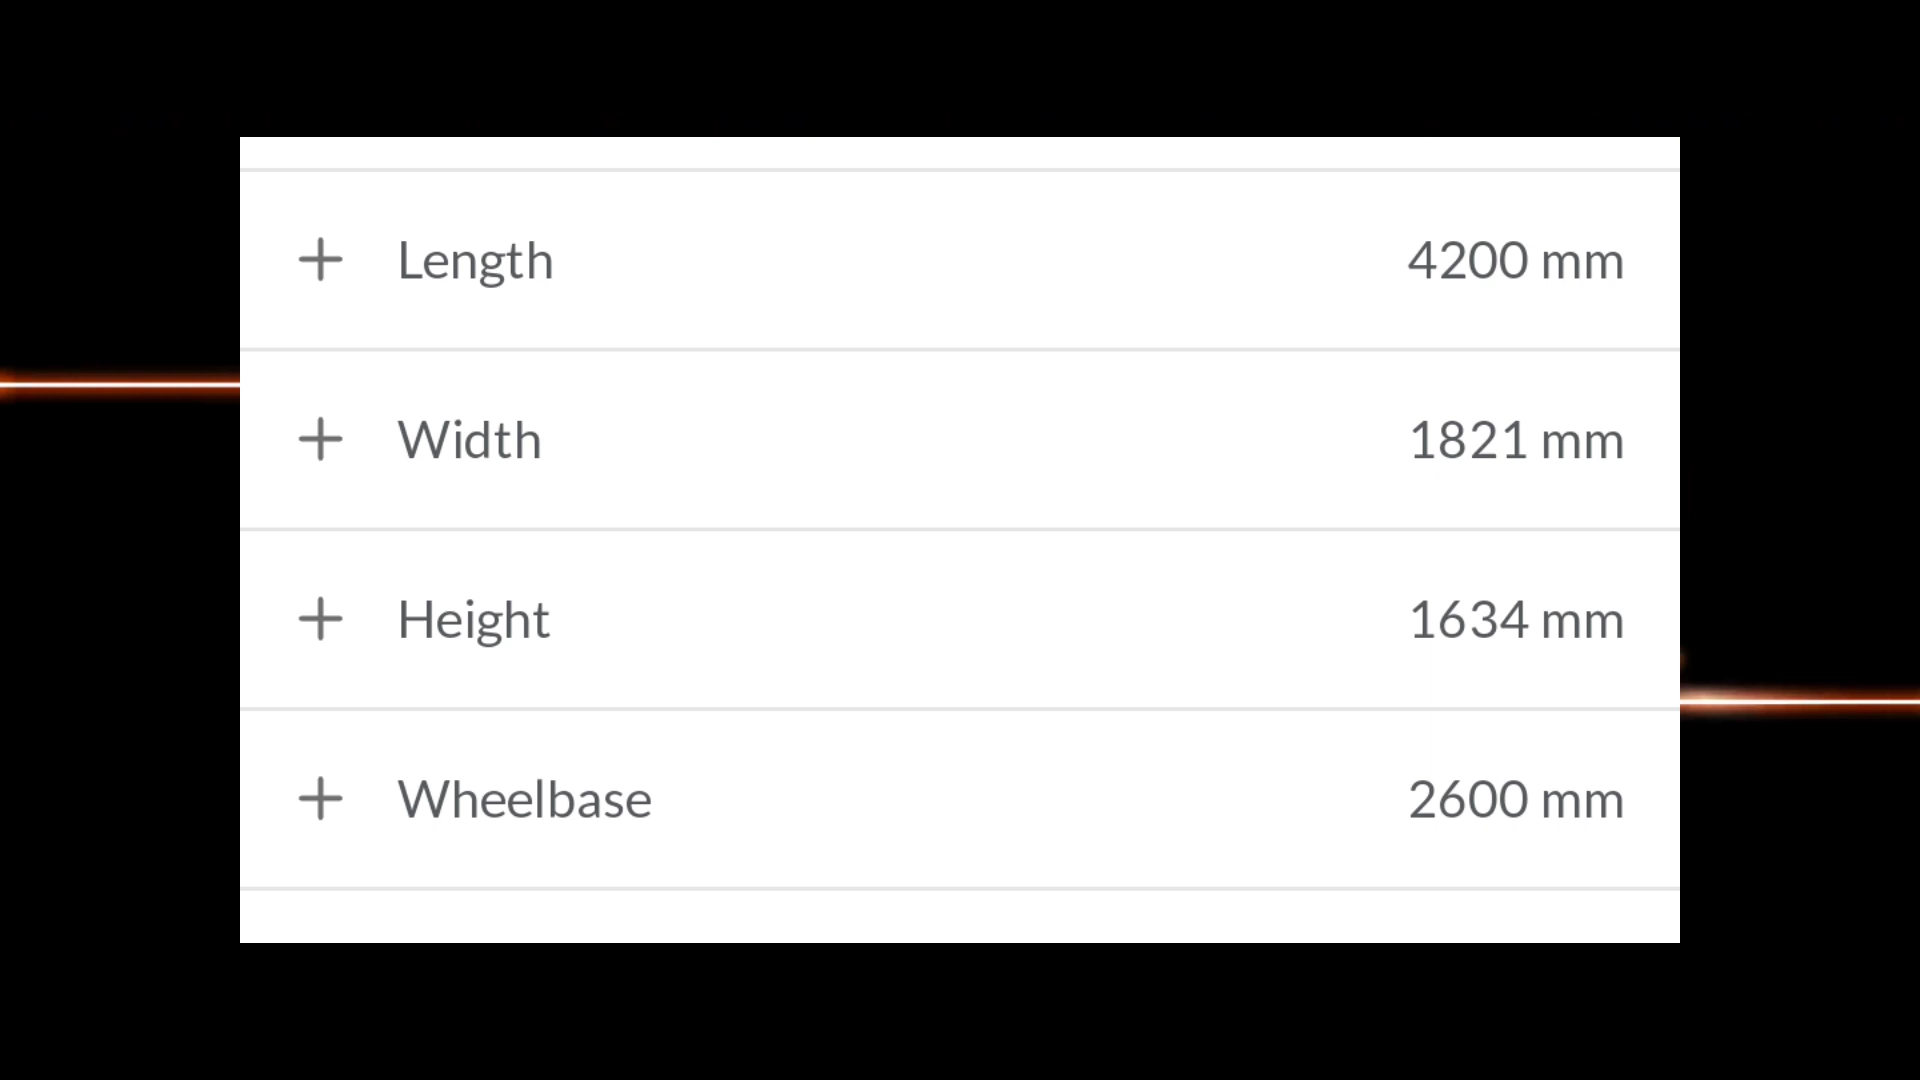 + Length 4200 mm
+ Width 1821 mm
+ Height 1634 mm
+ Wheelbase 2600 mm